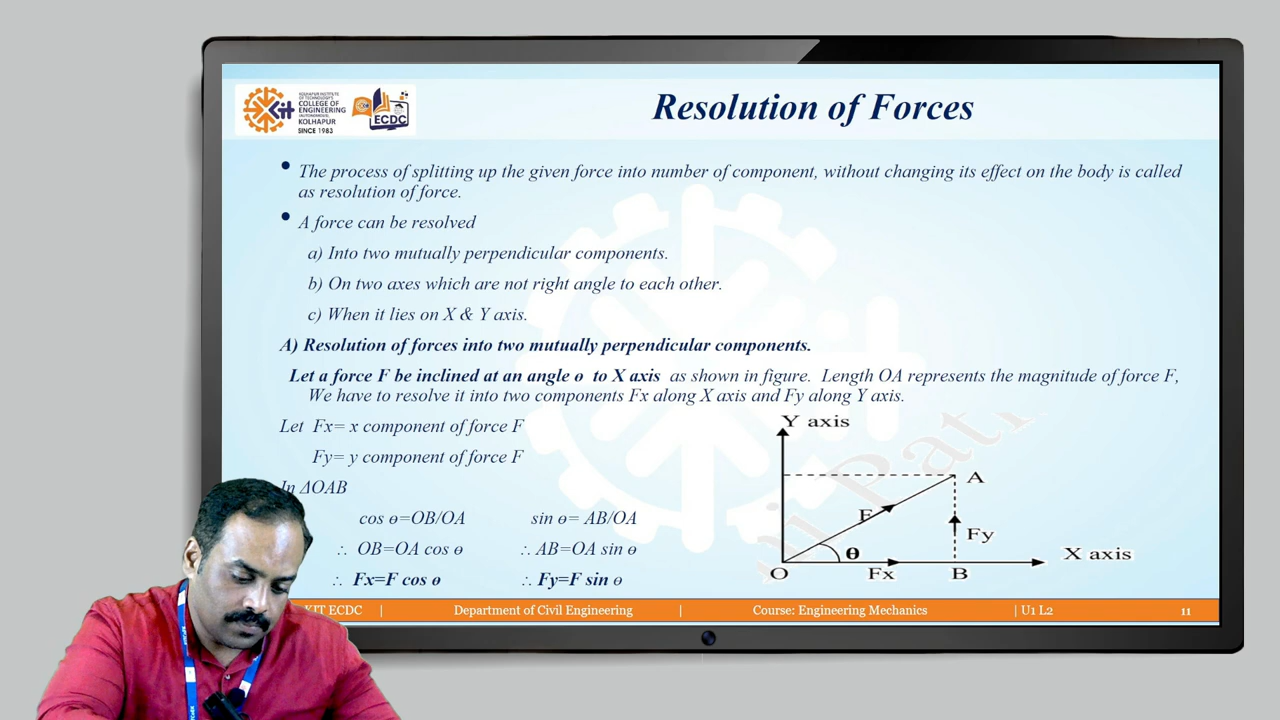 KOLHAPUR INSTITUTE
OF TECHNOLOGY'S
COLLEGE OF
ENGINEERING
(AUTONOMOUS),
KOLHAPUR
SINCE 1983
Kit
ECDC
Resolution of Forces
• The process of splitting up the given force into number of component, without changing its effect on the body is called
as resolution of force.
• A force can be resolved
a) Into two mutually perpendicular components.
b) On two axes which are not right angle to each other.
c) When it lies on X & Y axis.
A) Resolution of forces into two mutually perpendicular components.
Let a force F be inclined at an angle ɵ to X axis as shown in figure. Length OA represents the magnitude of force F,
We have to resolve it into two components Fx along X axis and Fy along Y axis.
Let Fx= x component of force F
Fy= y component of force F
In ΔOAB
cos ɵ=OB/OA sin ɵ= AB/OA
∴ OB=OA cos ɵ ∴ AB=OA sin ɵ
∴ Fx=F cos ɵ ∴ Fy=F sin ɵ
Y axis
A
F
Fy
θ
X axis
O
Fx
B
KIT ECDC | Department of Civil Engineering | Course: Engineering Mechanics | U1 L2 11